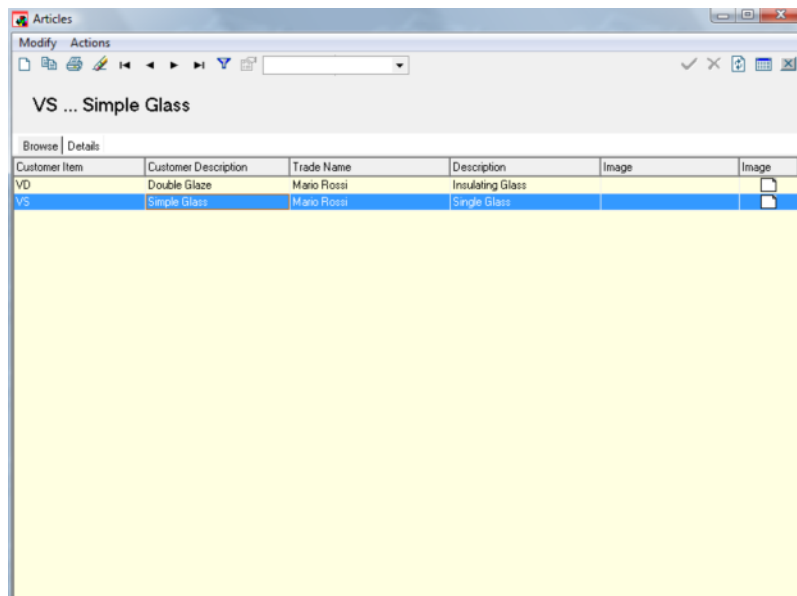 Articles
Modify Actions
VS ... Simple Glass
Browse Details
Customer Item Customer Description Trade Name Description Image Image
VD Double Glaze Mario Rossi Insulating Glass
VS Simple Glass Mario Rossi Single Glass